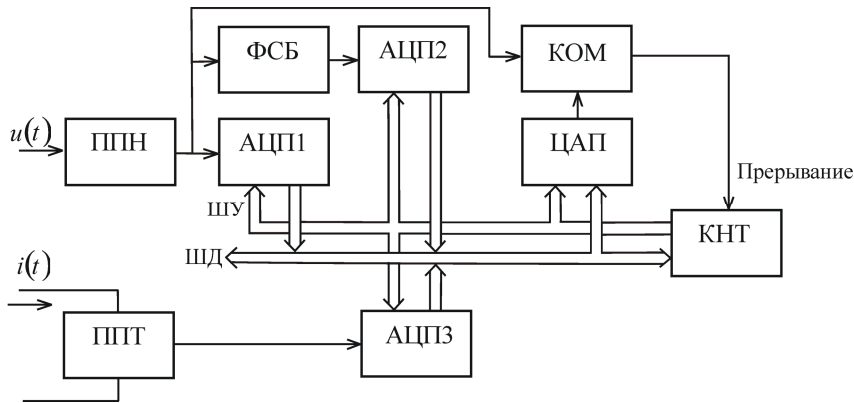 ФСБ
АЦП2
КОМ
u(t)
ППН
АЦП1
ЦАП
Прерывание
ШУ
КНТ
ШД
i(t)
ППТ
АЦП3